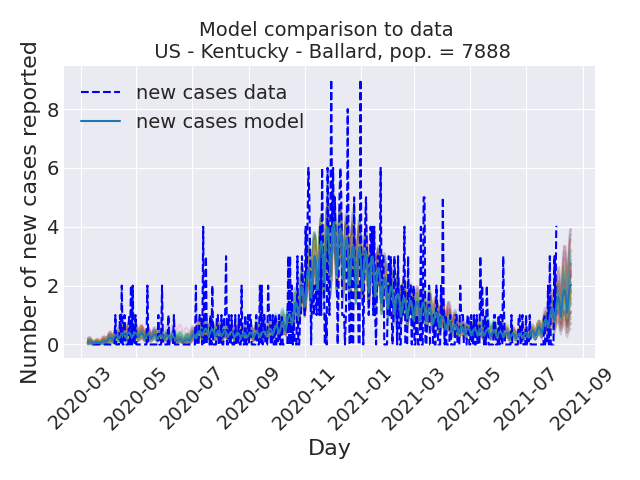 Model comparison to data
US - Kentucky - Ballard, pop. = 7888
Number of new cases reported
new cases data
new cases model
8
6
4
2
0
2020-03
2020-05
2020-07
2020-09
2020-11
2021-01
2021-03
2021-05
2021-07
2021-09
Day